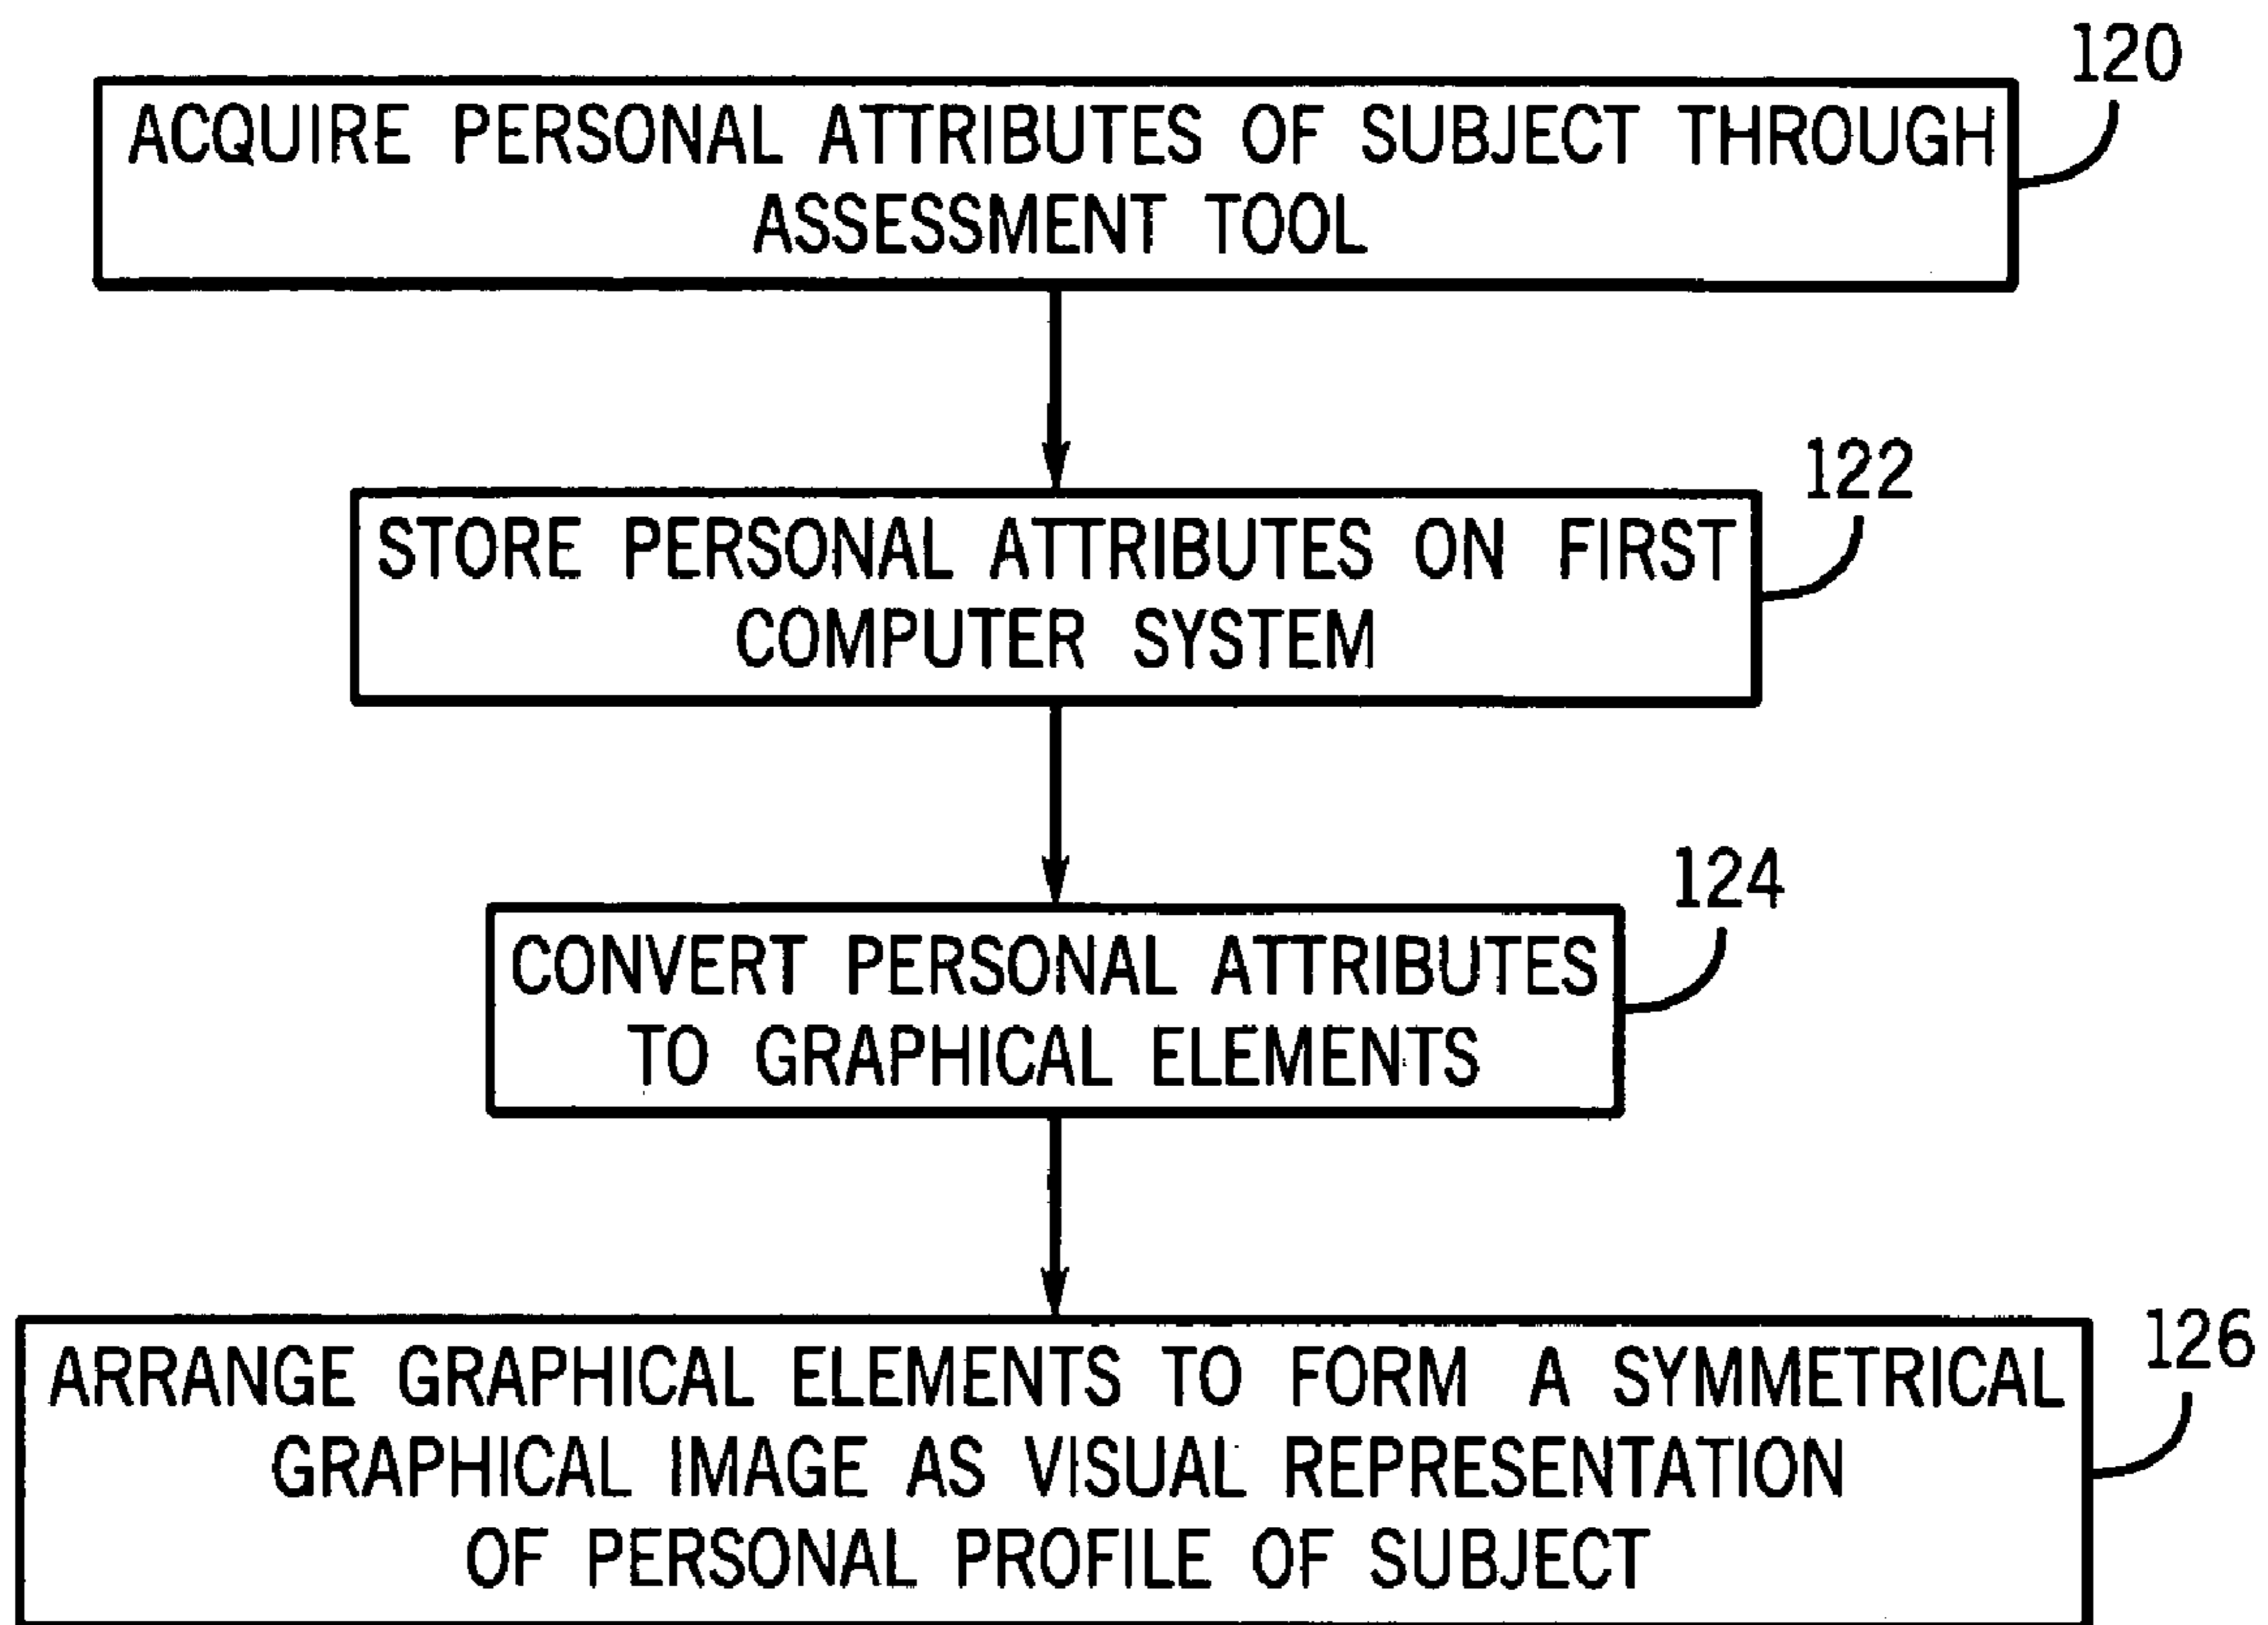 120
ACQUIRE PERSONAL ATTRIBUTES OF SUBJECT THROUGH
ASSESSMENT TOOL
122
STORE PERSONAL ATTRIBUTES ON FIRST
COMPUTER SYSTEM
124
CONVERT PERSONAL ATTRIBUTES
TO GRAPHICAL ELEMENTS
126
ARRANGE GRAPHICAL ELEMENTS TO FORM A SYMMETRICAL
GRAPHICAL IMAGE AS VISUAL REPRESENTATION
OF PERSONAL PROFILE OF SUBJECT